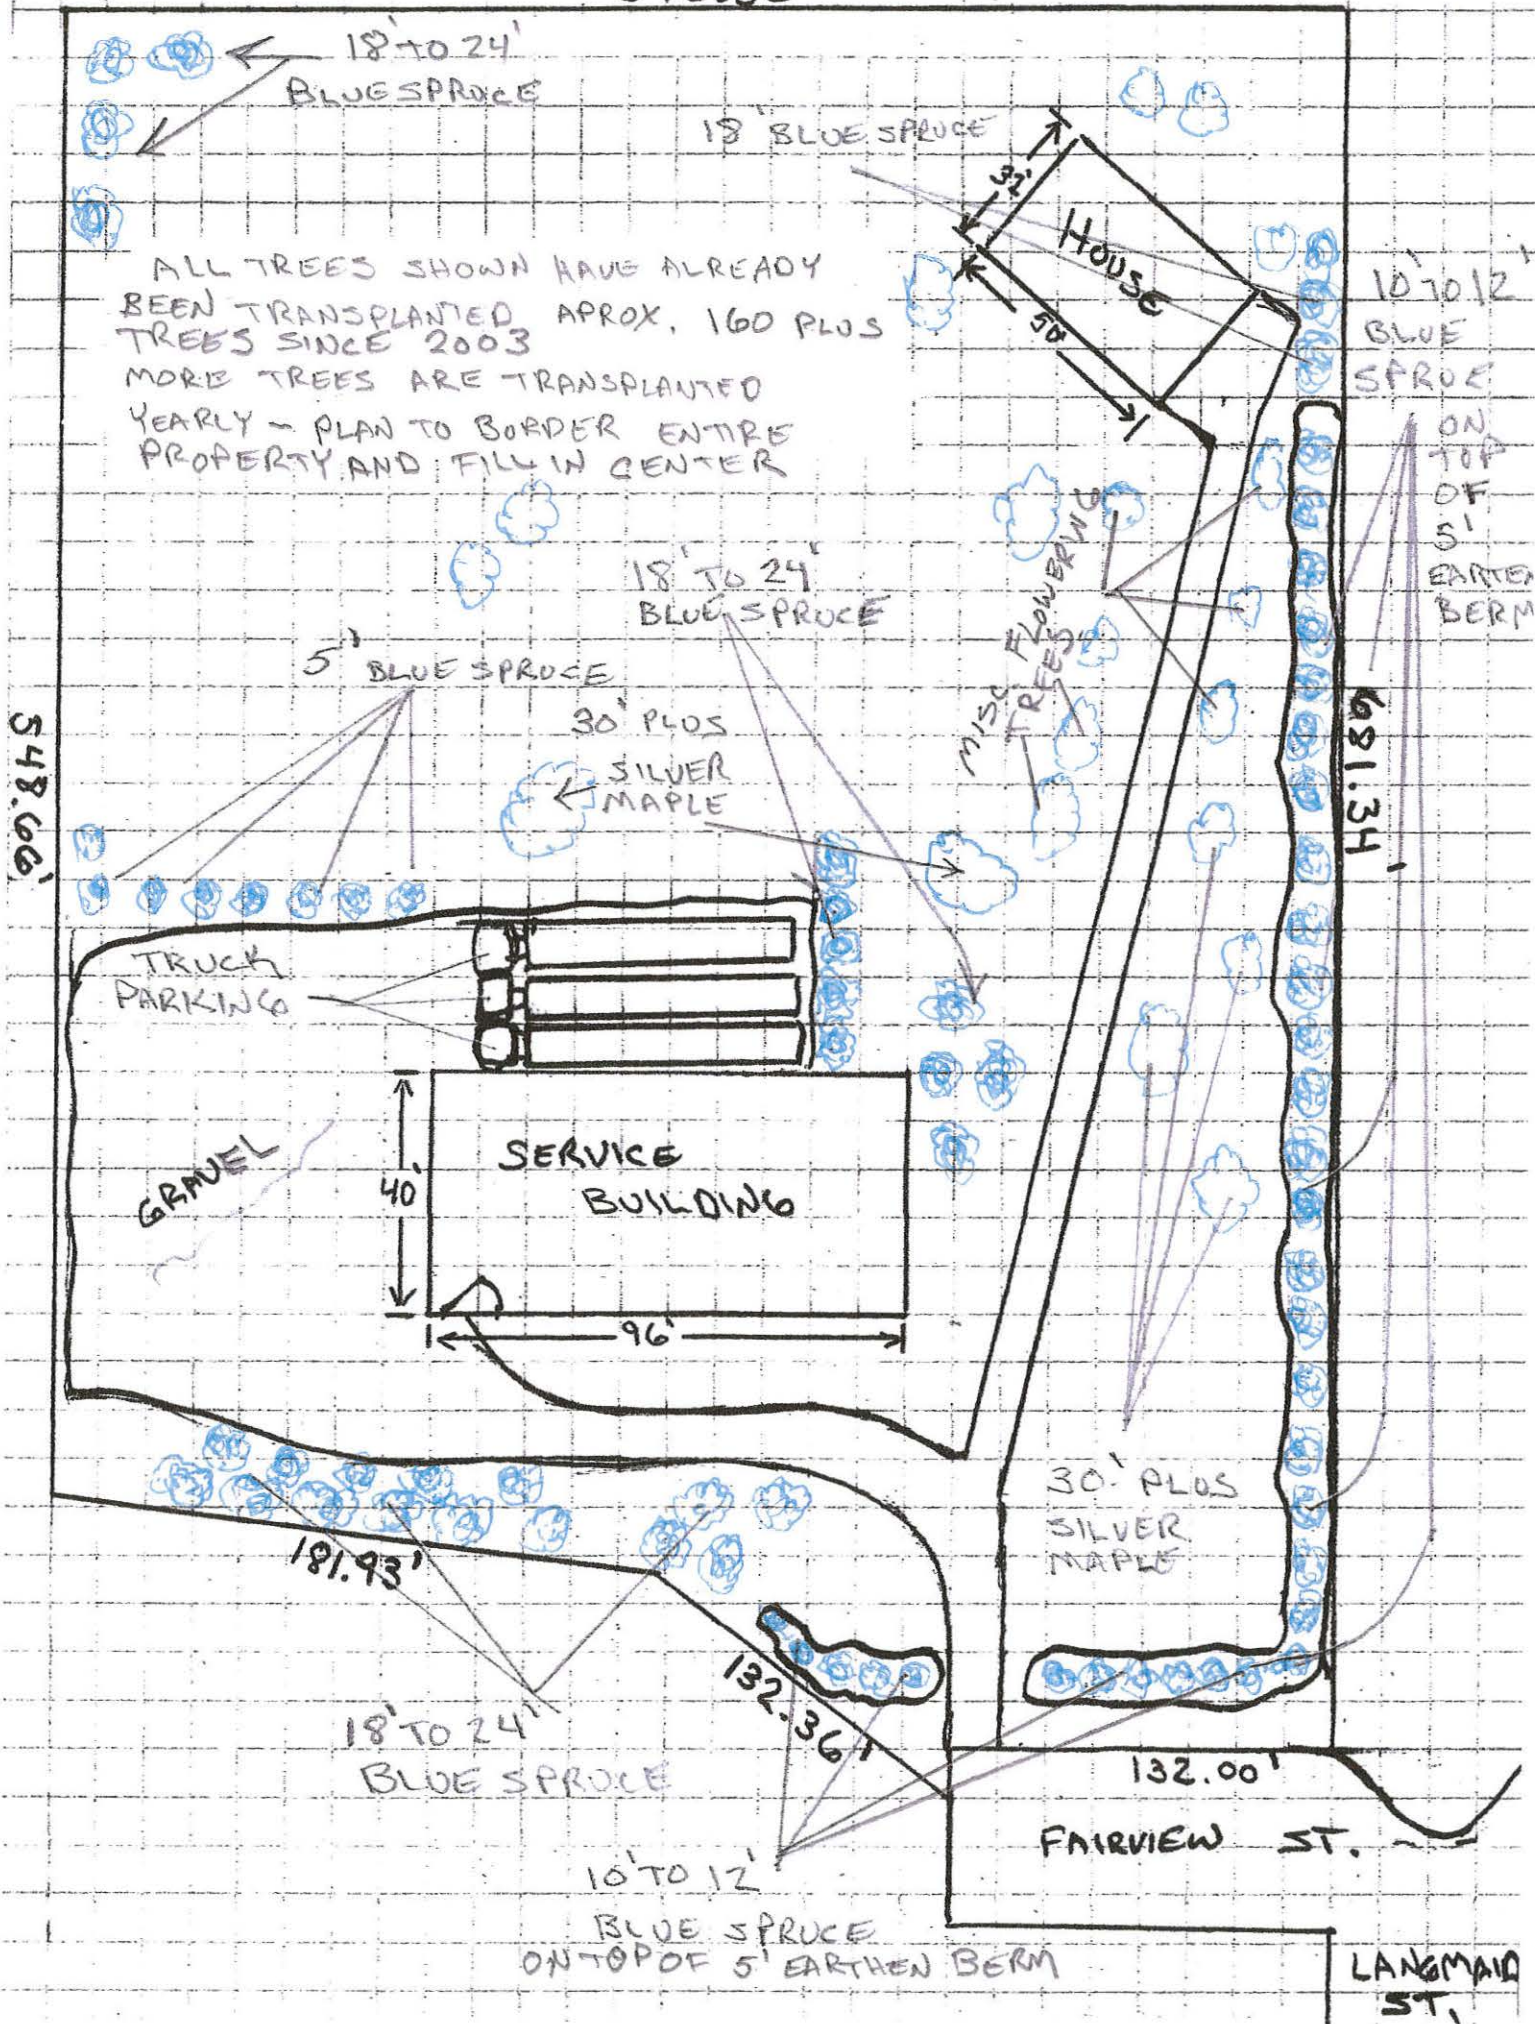 18' TO 24'
BLUE SPRUCE
18' BLUE SPRUCE
32'
HOUSE
50'
ALL TREES SHOWN HAVE ALREADY
BEEN TRANSPLANTED APROX. 160 PLUS
TREES SINCE 2003
MORE TREES ARE TRANSPLANTED
YEARLY - PLAN TO BORDER ENTIRE
PROPERTY AND FILL IN CENTER
10' TO 12'
BLUE
SPRUE
ON
TOP
OF
5'
EARTEN
BERM
18' TO 24'
BLUE SPRUCE
MISC. FLOWERING
TREES
5' BLUE SPRUCE
30' PLUS
SILVER
MAPLE
548.66'
681.34'
TRUCK
PARKING
GRAVEL
40'
SERVICE
BUILDING
96'
30' PLUS
SILVER
MAPLE
181.93'
132.36'
18' TO 24'
BLUE SPRUCE
132.00'
FAIRVIEW ST.
10' TO 12'
BLUE SPRUCE
ON TOP OF 5' EARTHEN BERM
LANGMAID
ST.